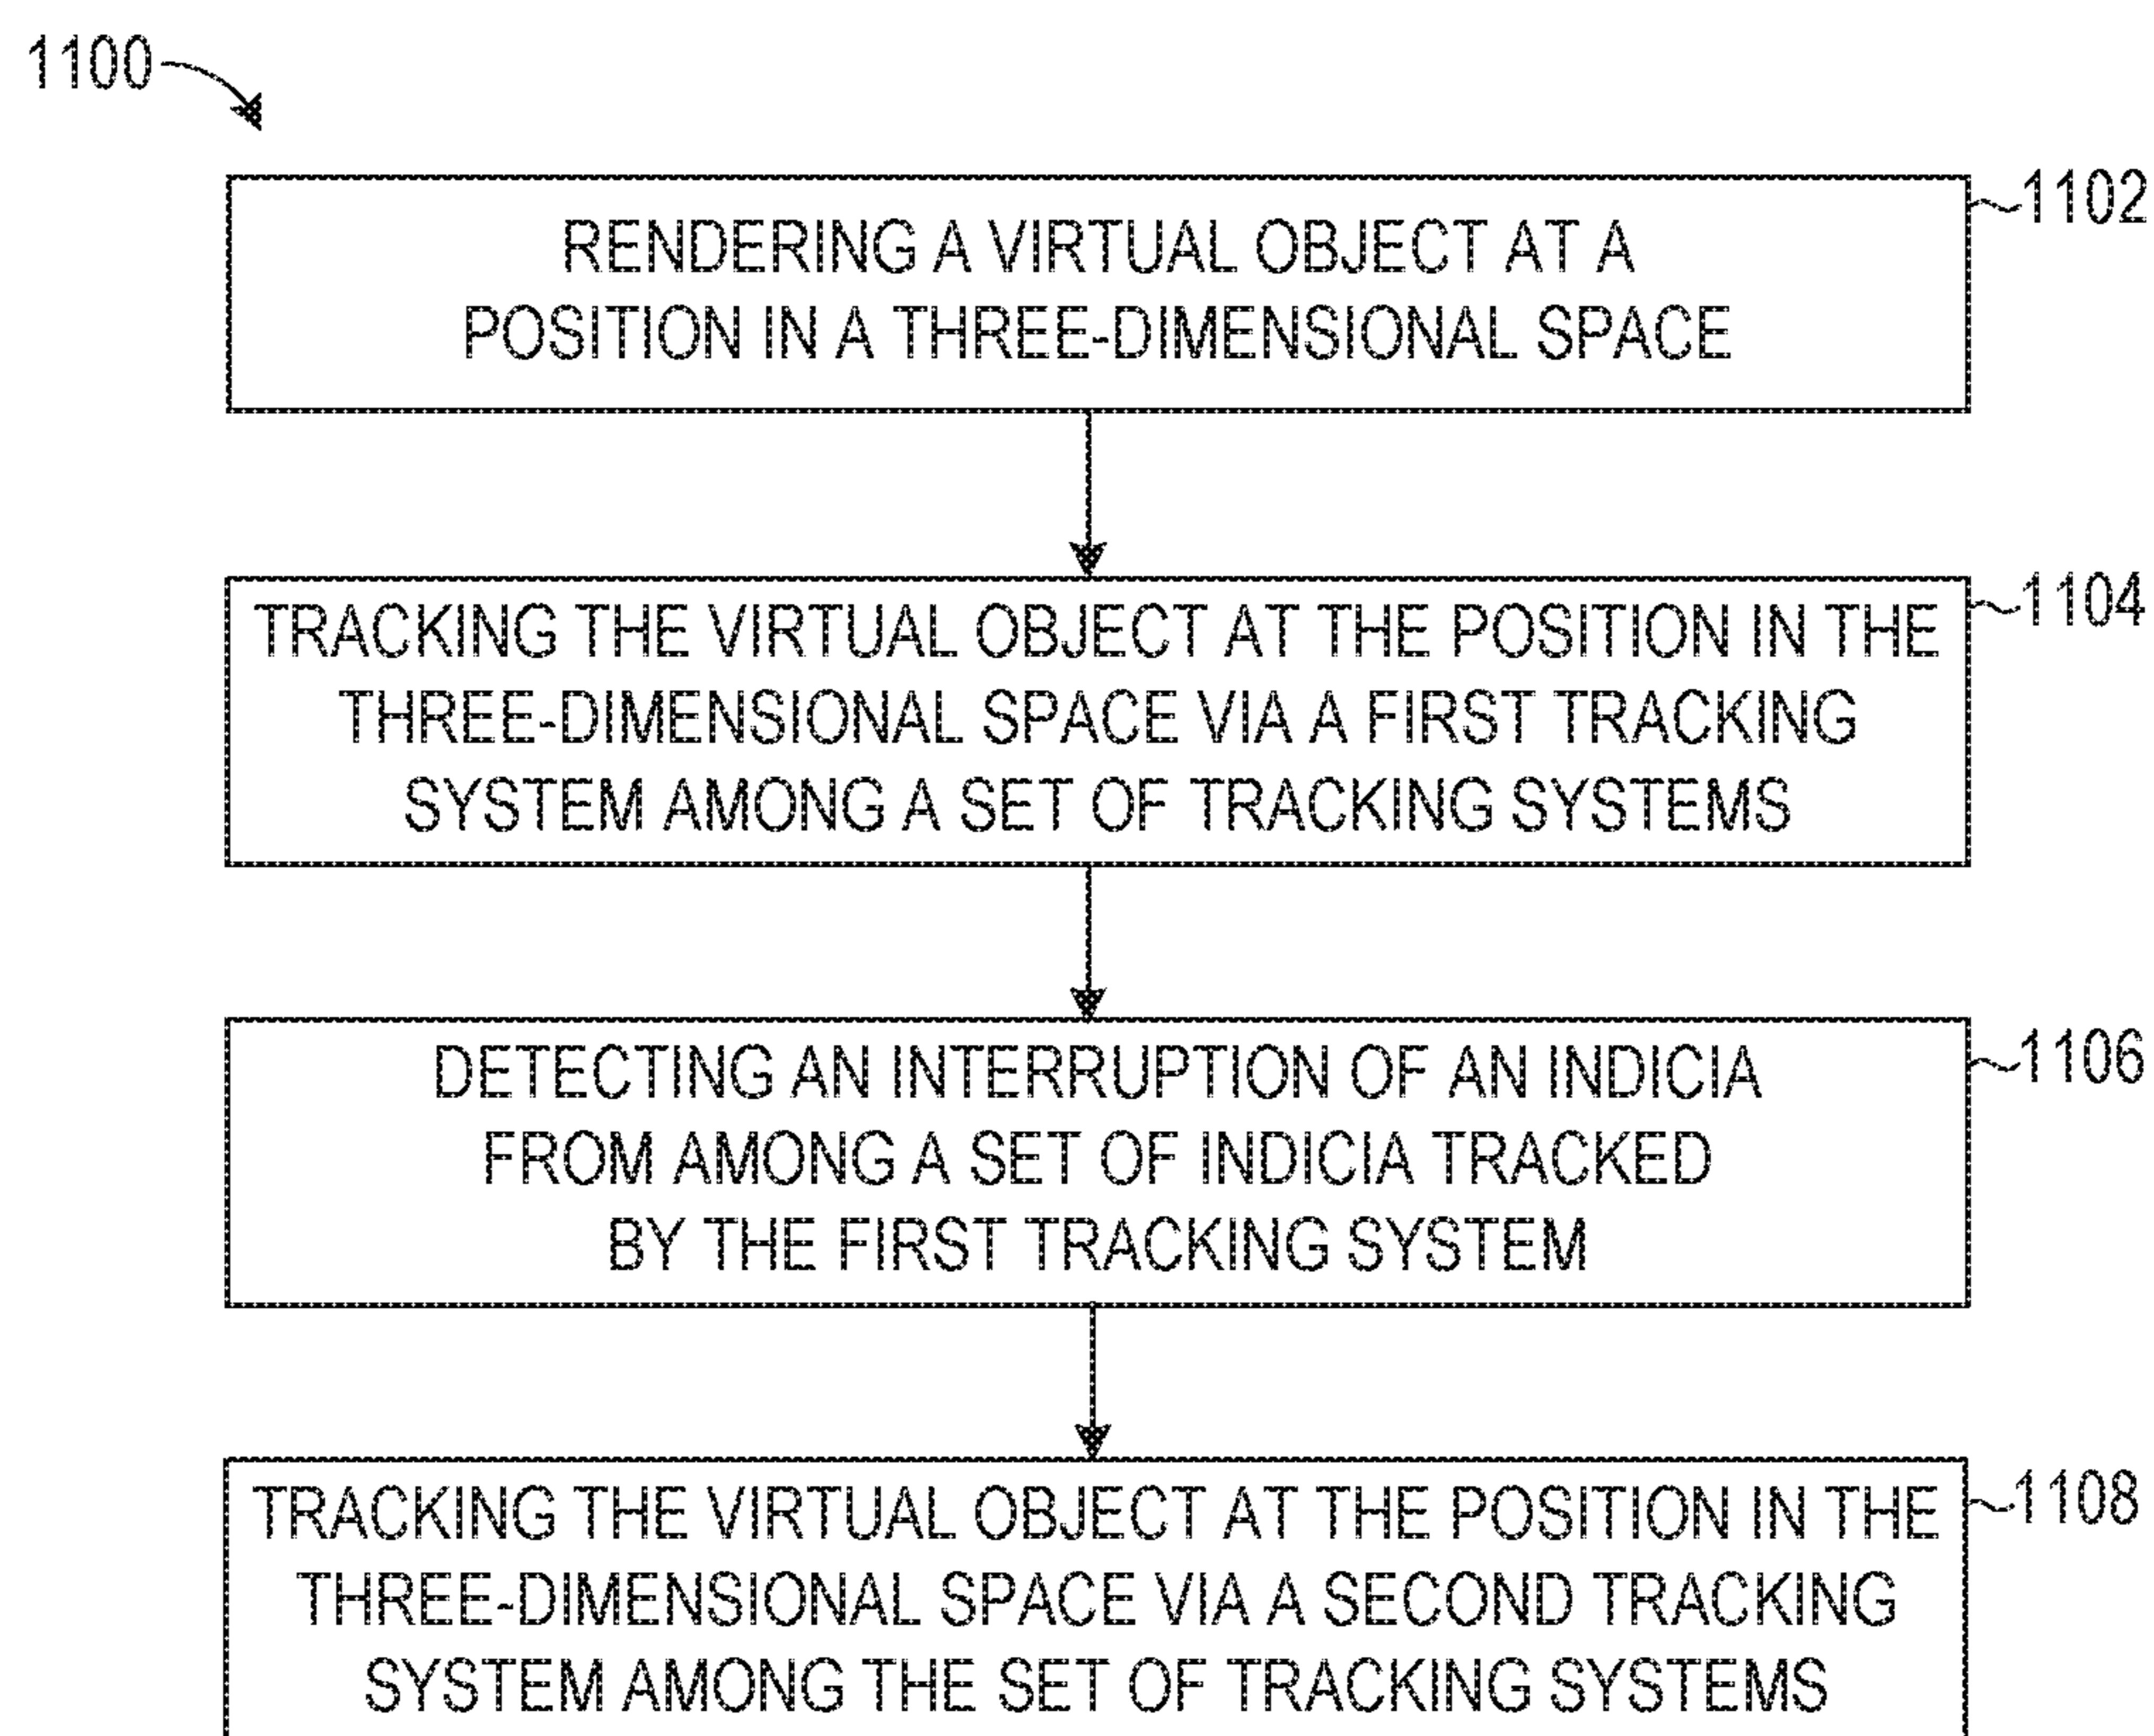 1100
1102
RENDERING A VIRTUAL OBJECT AT A
POSITION IN A THREE-DIMENSIONAL SPACE
1104
TRACKING THE VIRTUAL OBJECT AT THE POSITION IN THE
THREE-DIMENSIONAL SPACE VIA A FIRST TRACKING
SYSTEM AMONG A SET OF TRACKING SYSTEMS
1106
DETECTING AN INTERRUPTION OF AN INDICIA
FROM AMONG A SET OF INDICIA TRACKED
BY THE FIRST TRACKING SYSTEM
1108
TRACKING THE VIRTUAL OBJECT AT THE POSITION IN THE
THREE-DIMENSIONAL SPACE VIA A SECOND TRACKING
SYSTEM AMONG THE SET OF TRACKING SYSTEMS